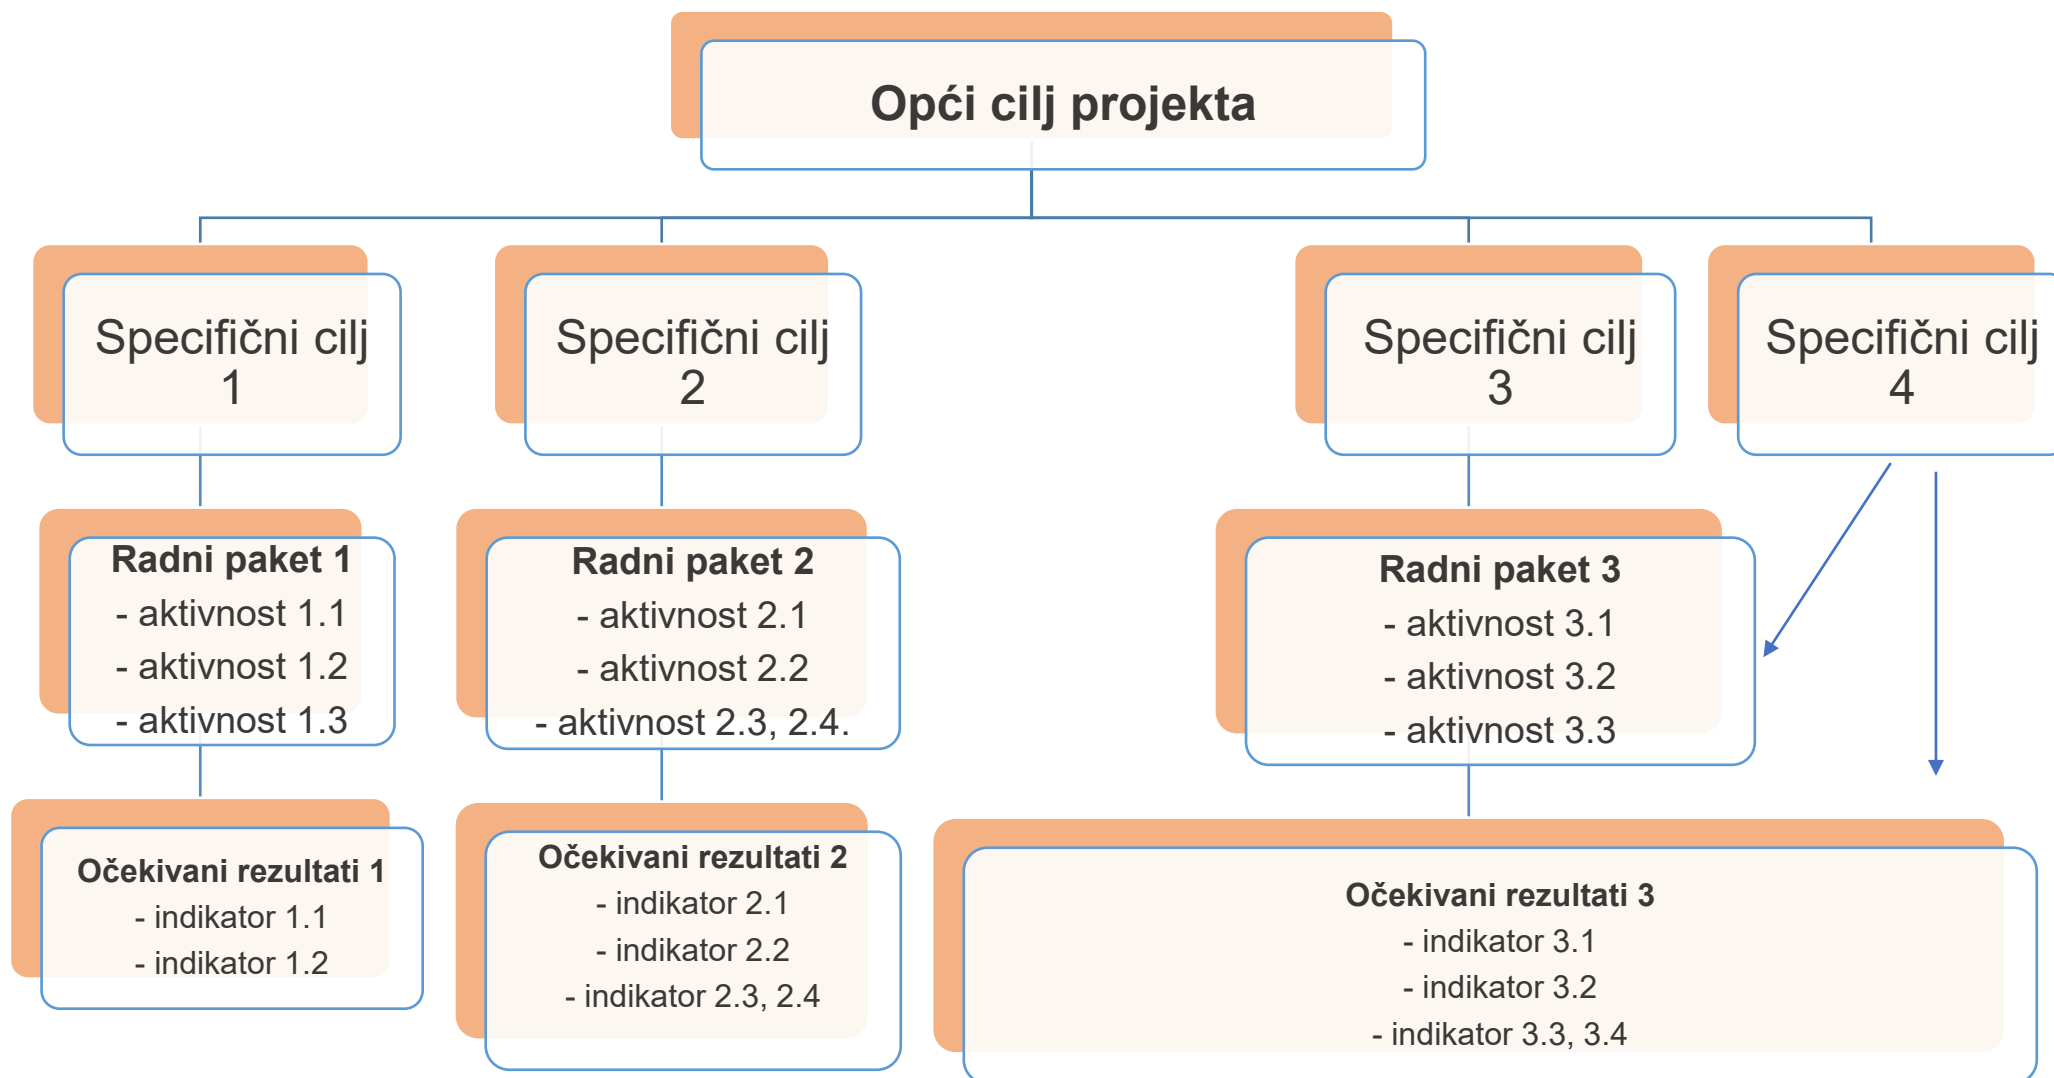 Opći cilj projekta
Specifični cilj
1
Specifični cilj
2
Specifični cilj
3
Specifični cilj
4
Radni paket 1
- aktivnost 1.1
- aktivnost 1.2
- aktivnost 1.3
Radni paket 2
- aktivnost 2.1
- aktivnost 2.2
- aktivnost 2.3, 2.4.
Radni paket 3
- aktivnost 3.1
- aktivnost 3.2
- aktivnost 3.3
Očekivani rezultati 1
- indikator 1.1
- indikator 1.2
Očekivani rezultati 2
- indikator 2.1
- indikator 2.2
- indikator 2.3, 2.4
Očekivani rezultati 3
- indikator 3.1
- indikator 3.2
- indikator 3.3, 3.4